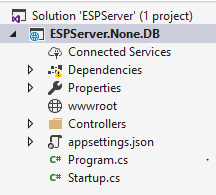 Solution 'ESPServer' (1 project)
ESPServer.None.DB
Connected Services
Dependencies
Properties
wwwroot
Controllers
appsettings.json
C# Program.cs
C# Startup.cs